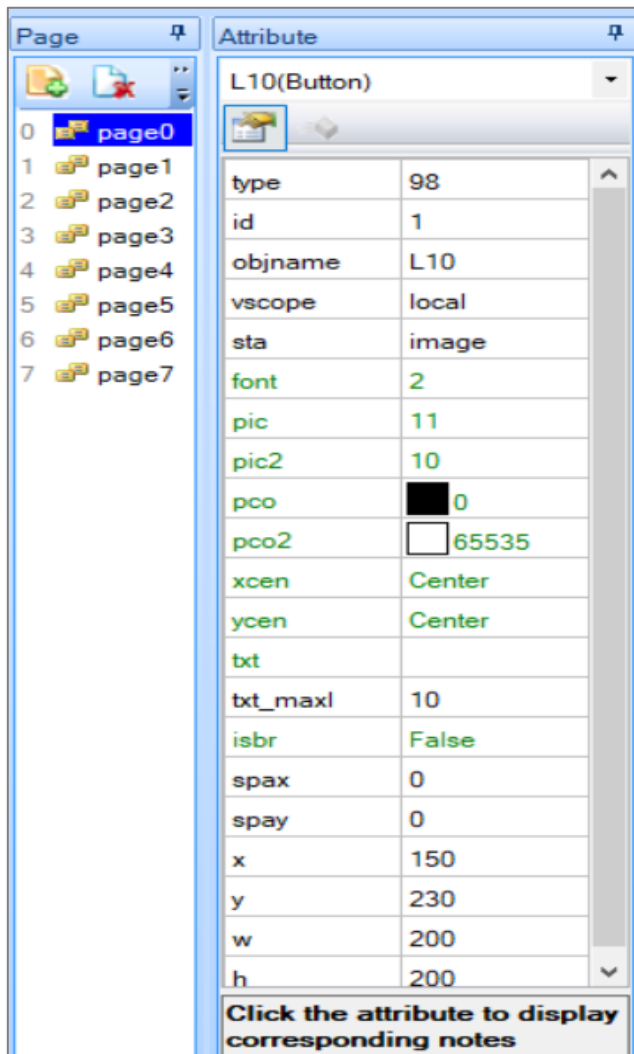 Page
0 page0
1 page1
2 page2
3 page3
4 page4
5 page5
6 page6
7 page7
Attribute
L10(Button)
type 98
id 1
objname L10
vscope local
sta image
font 2
pic 11
pic2 10
pco 0
pco2 65535
xcen Center
ycen Center
txt
txt_maxl 10
isbr False
spax 0
spay 0
x 150
y 230
w 200
h 200
Click the attribute to display
corresponding notes